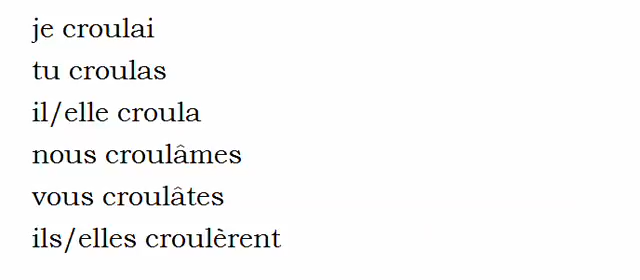 je croulai
tu croulas
il/elle croula
nous croulâmes
vous croulâtes
ils/elles croulèrent